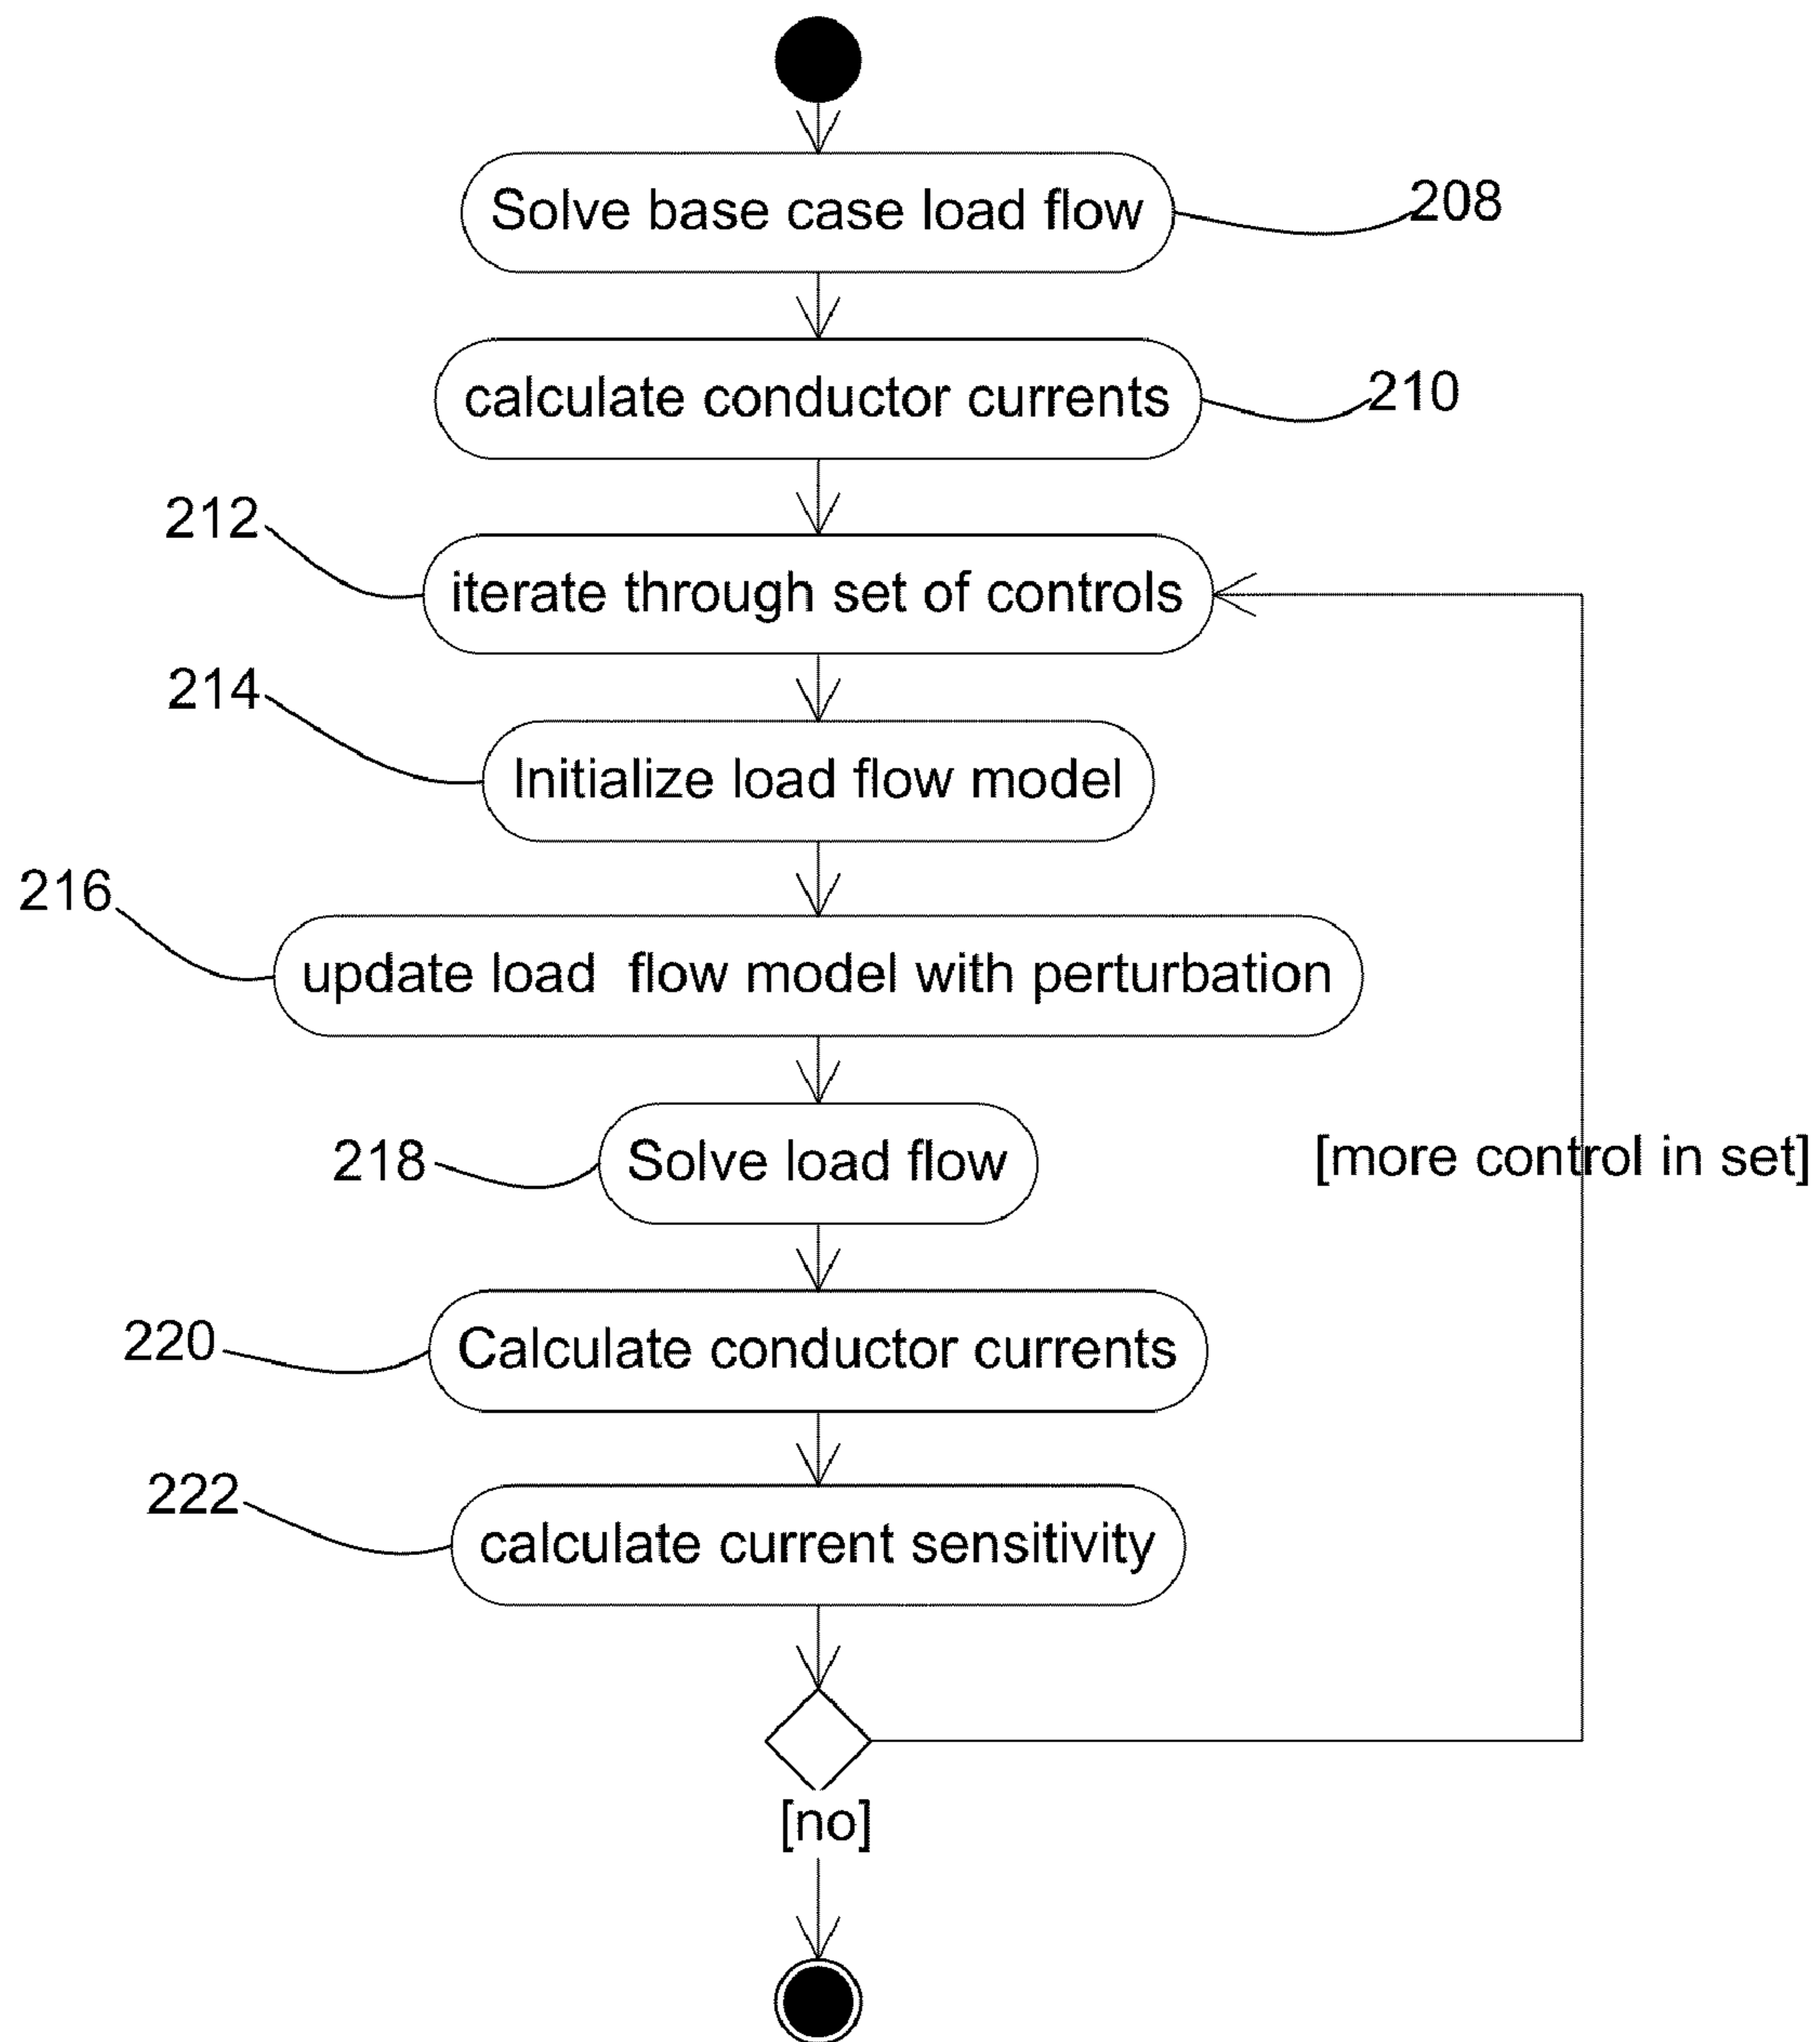 Solve base case load flow
208
calculate conductor currents
210
212
iterate through set of controls
214
Initialize load flow model
216
update load  flow model with perturbation
218
Solve load flow
[more control in set]
220
Calculate conductor currents
222
calculate current sensitivity
[no]